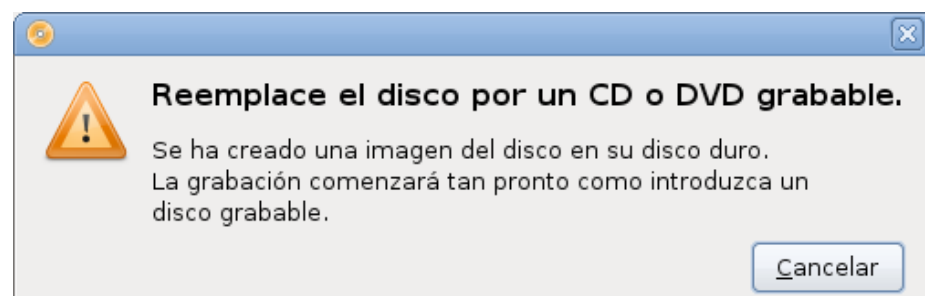 Reemplace el disco por un CD o DVD grabable.
Se ha creado una imagen del disco en su disco duro.
La grabación comenzará tan pronto como introduzca un
disco grabable.
Cancelar